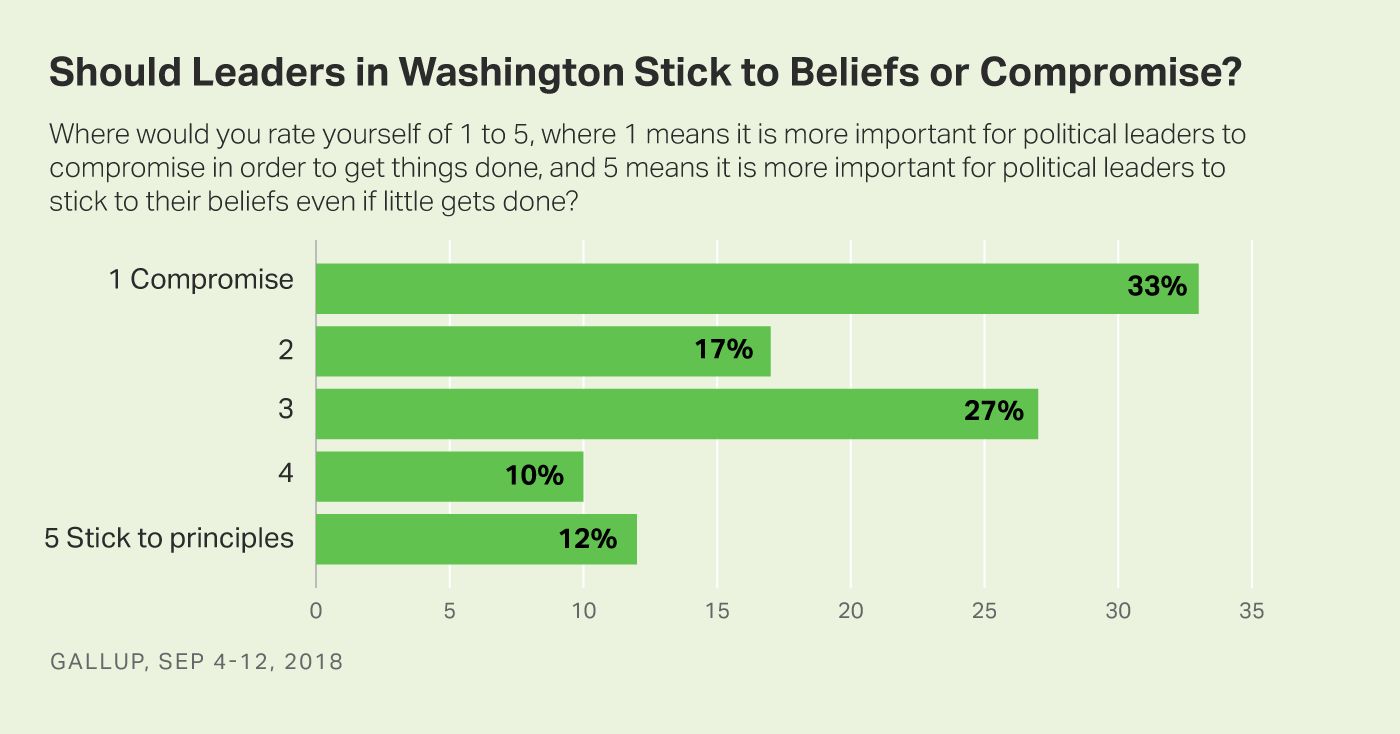 Should Leaders in Washington Stick to Beliefs or Compromise?
Where would you rate yourself of 1 to 5, where 1 means it is more important for political leaders to
compromise in order to get things done, and 5 means it is more important for political leaders to
stick to their beliefs even if little gets done?
1 Compromise 33%
2 17%
3 27%
4 10%
5 Stick to principles 12%
0 5 10 15 20 25 30 35
GALLUP, SEP 4-12, 2018